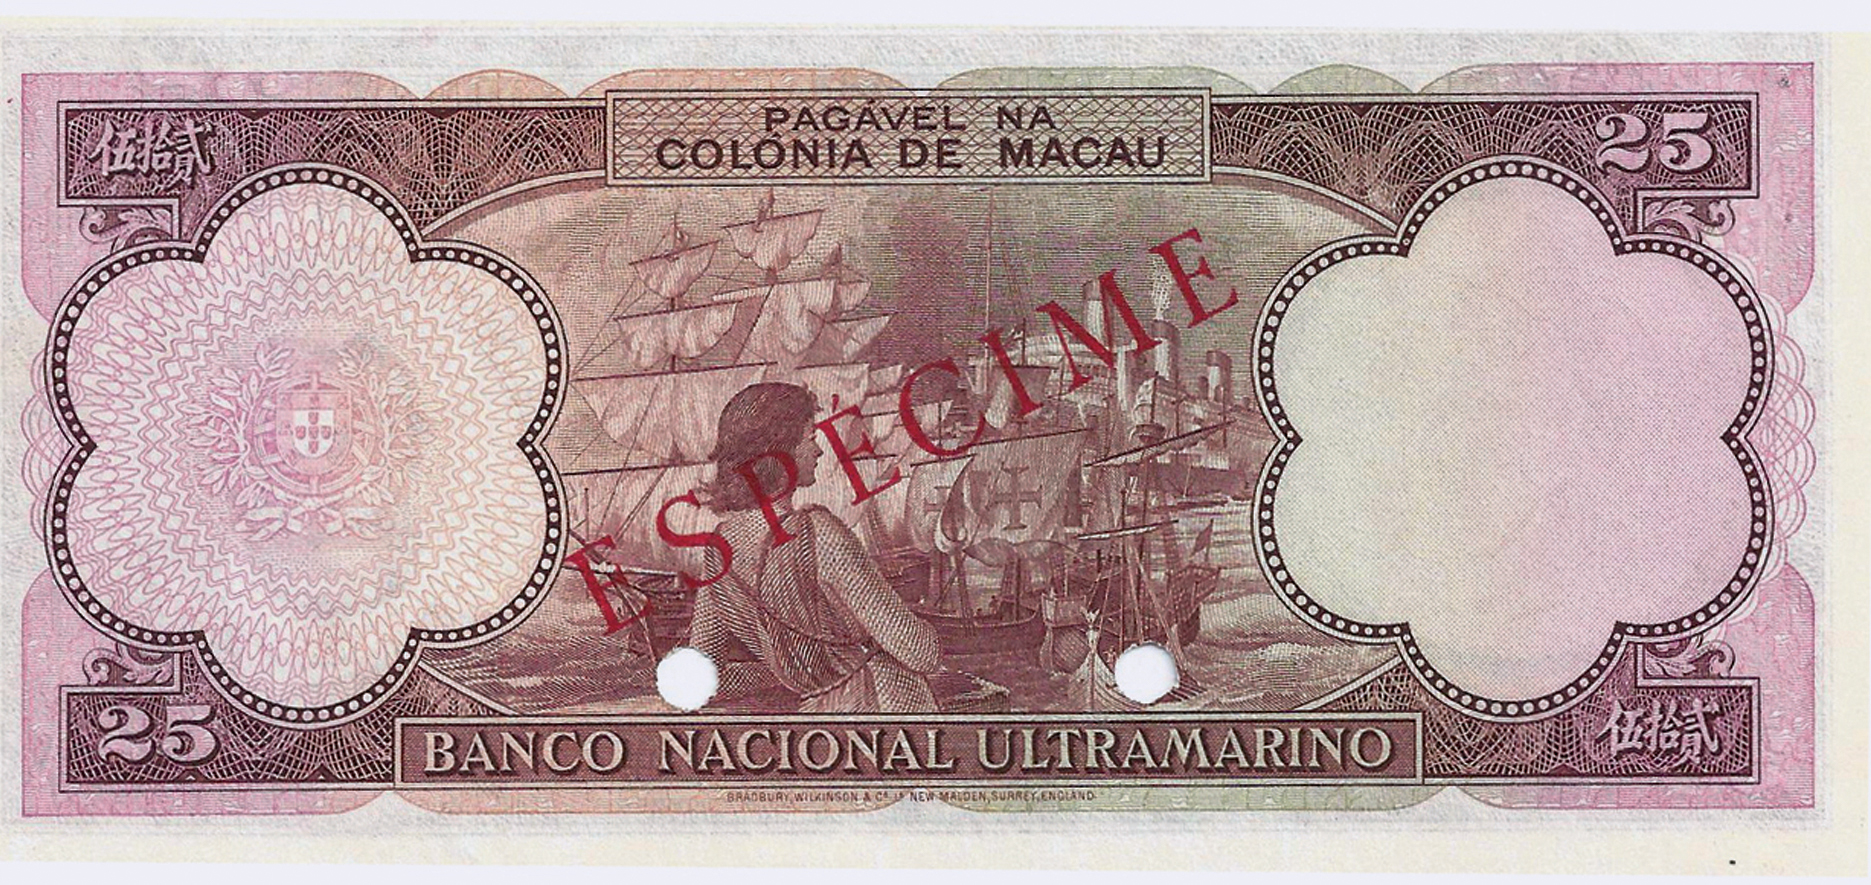 伍拾貳
PAGÁVEL NA
COLÓNIA DE MACAU
25
ESPÉCIME
25
BANCO NACIONAL ULTRAMARINO
伍拾貳
BRADBURY, WILKINSON & Cº Lᴰ NEW MALDEN, SURREY, ENGLAND.